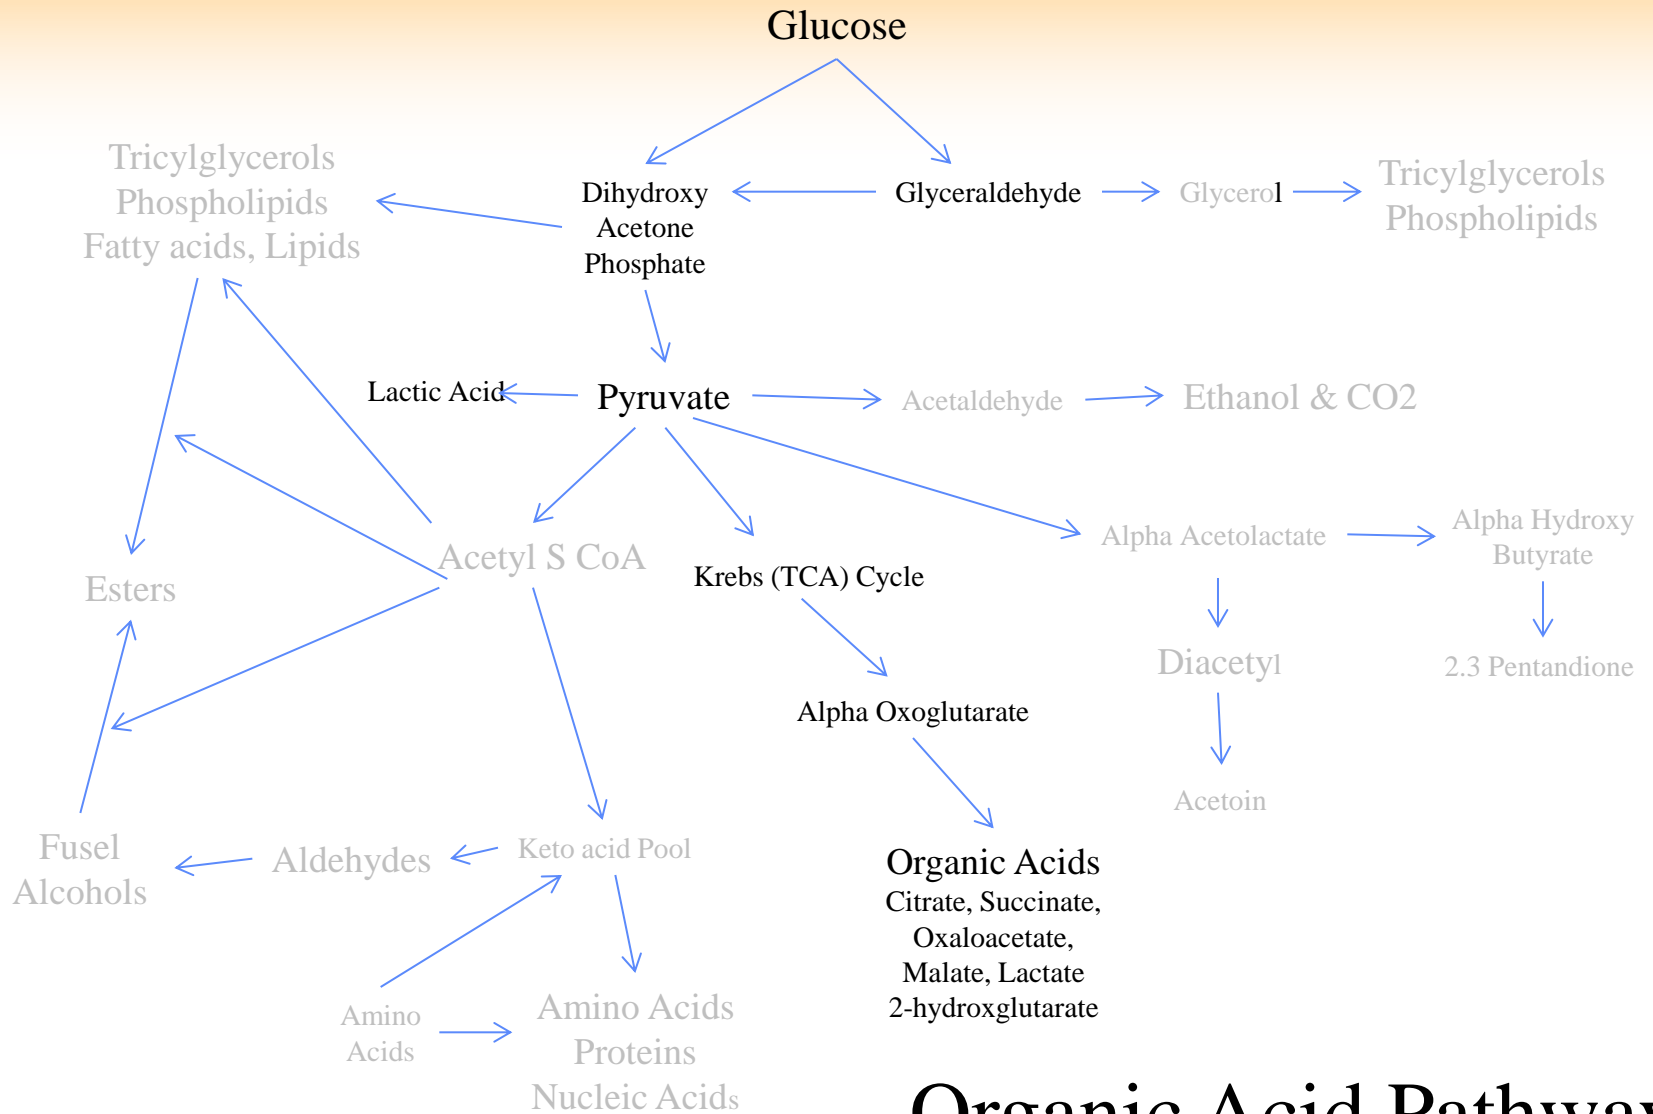 Glucose
Tricylglycerols
Phospholipids
Fatty acids, Lipids
Dihydroxy
Acetone
Phosphate
Glyceraldehyde
Glycerol
Tricylglycerols
Phospholipids
Lactic Acid
Pyruvate
Acetaldehyde
Ethanol & CO2
Acetyl S CoA
Krebs (TCA) Cycle
Alpha Acetolactate
Alpha Hydroxy
Butyrate
Esters
Diacetyl
2.3 Pentandione
Alpha Oxoglutarate
Acetoin
Fusel
Alcohols
Aldehydes
Keto acid Pool
Organic Acids
Citrate, Succinate,
Oxaloacetate,
Malate, Lactate
2-hydroxglutarate
Amino
Acids
Amino Acids
Proteins
Nucleic Acids
Organic Acid Pathway